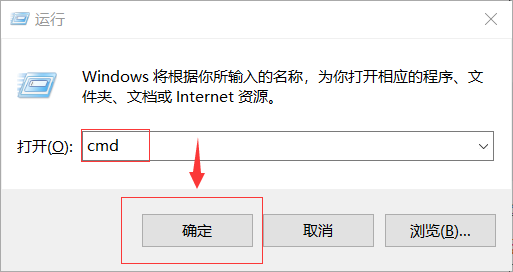 运行
Windows 将根据你所输入的名称，为你打开相应的程序、文
件夹、文档或 Internet 资源。
打开(O): cmd
确定 取消 浏览(B)...